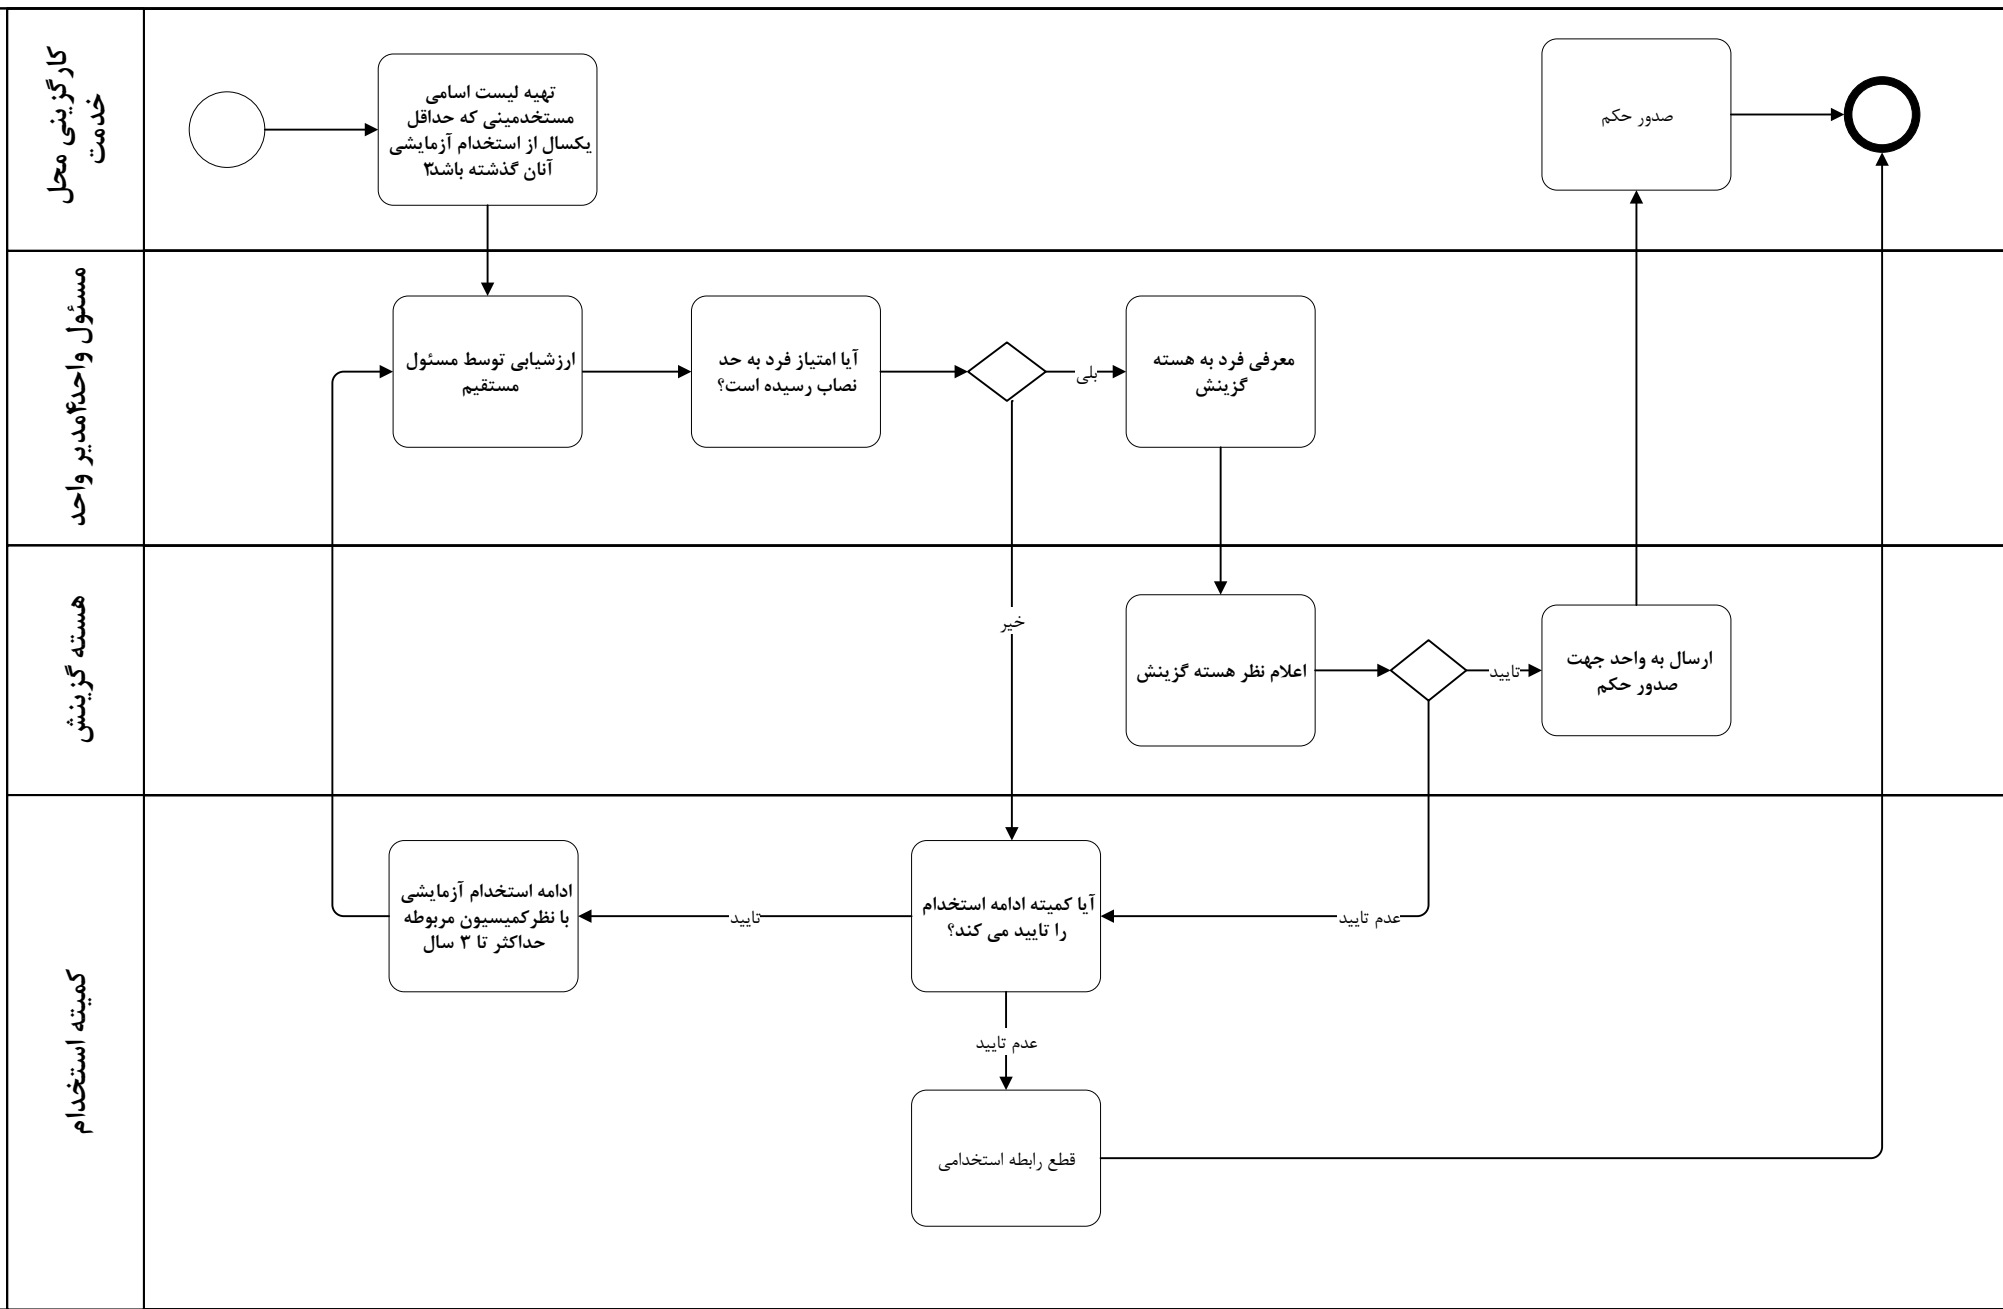 کارگزینی محل
خدمت
تهیه لیست اسامی
مستخدمینی که حداقل
یکسال از استخدام آزمایشی
آنان گذشته باشد۳
صدور حکم
مسئول واحد۴مدیر واحد
ارزشیابی توسط مسئول
مستقیم
آیا امتیاز فرد به حد
نصاب رسیده است؟
بلی
معرفی فرد به هسته
گزینش
خیر
هسته گزینش
اعلام نظر هسته گزینش
تایید
ارسال به واحد جهت
صدور حکم
کمیته استخدام
ادامه استخدام آزمایشی
با نظرکمیسیون مربوطه
حداکثر تا ۳ سال
تایید
آیا کمیته ادامه استخدام
را تایید می کند؟
عدم تایید
عدم تایید
قطع رابطه استخدامی